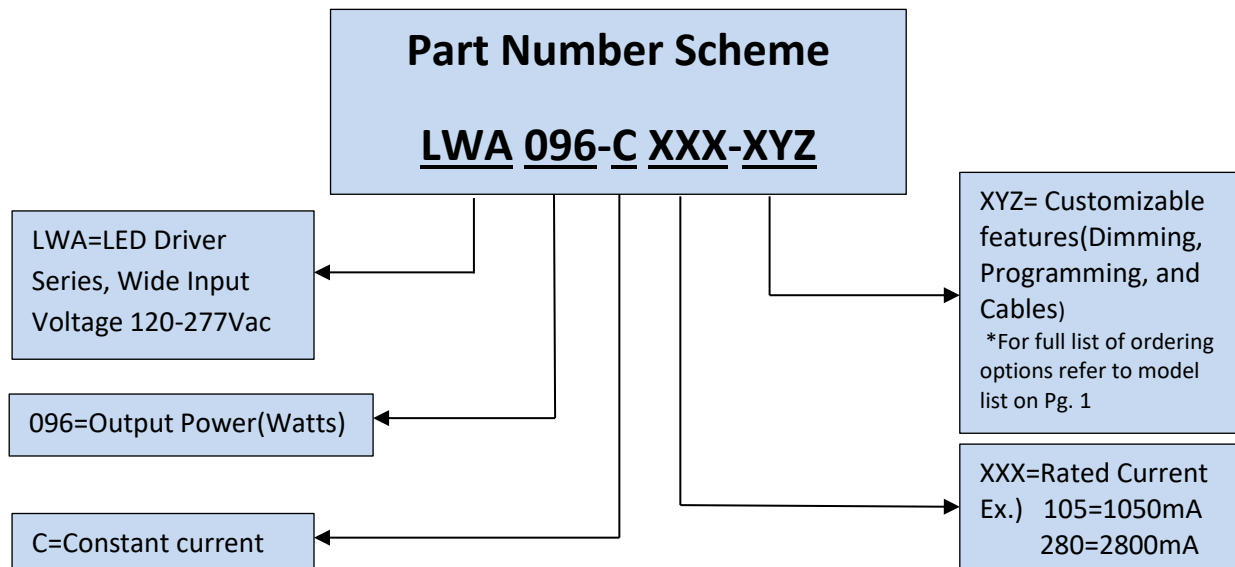 Part Number Scheme
LWA 096-C XXX-XYZ
LWA=LED Driver
Series, Wide Input
Voltage 120-277Vac
096=Output Power(Watts)
C=Constant current
XYZ= Customizable
features(Dimming,
Programming, and
Cables)
*For full list of ordering
options refer to model
list on Pg. 1
XXX=Rated Current
Ex.) 105=1050mA
280=2800mA